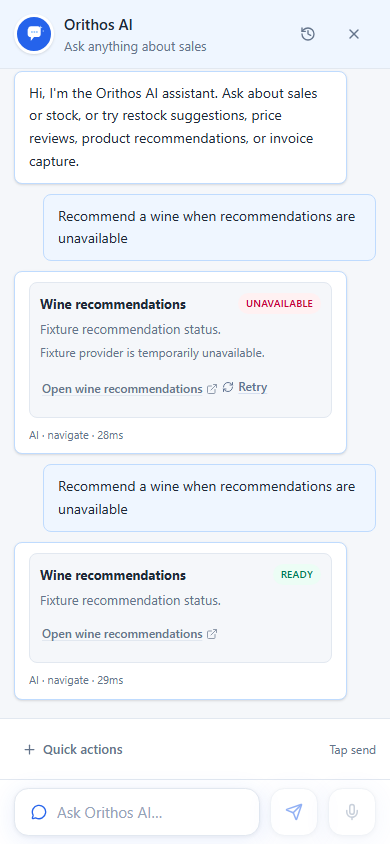 Orithos AI
Ask anything about sales
Hi, I'm the Orithos AI assistant. Ask about sales
or stock, or try restock suggestions, price
reviews, product recommendations, or invoice
capture.
Recommend a wine when recommendations are
unavailable
Wine recommendations UNAVAILABLE
Fixture recommendation status.
Fixture provider is temporarily unavailable.
Open wine recommendations Retry
AI · navigate · 28ms
Recommend a wine when recommendations are
unavailable
Wine recommendations READY
Fixture recommendation status.
Open wine recommendations
AI · navigate · 29ms
Quick actions Tap send
Ask Orithos AI...